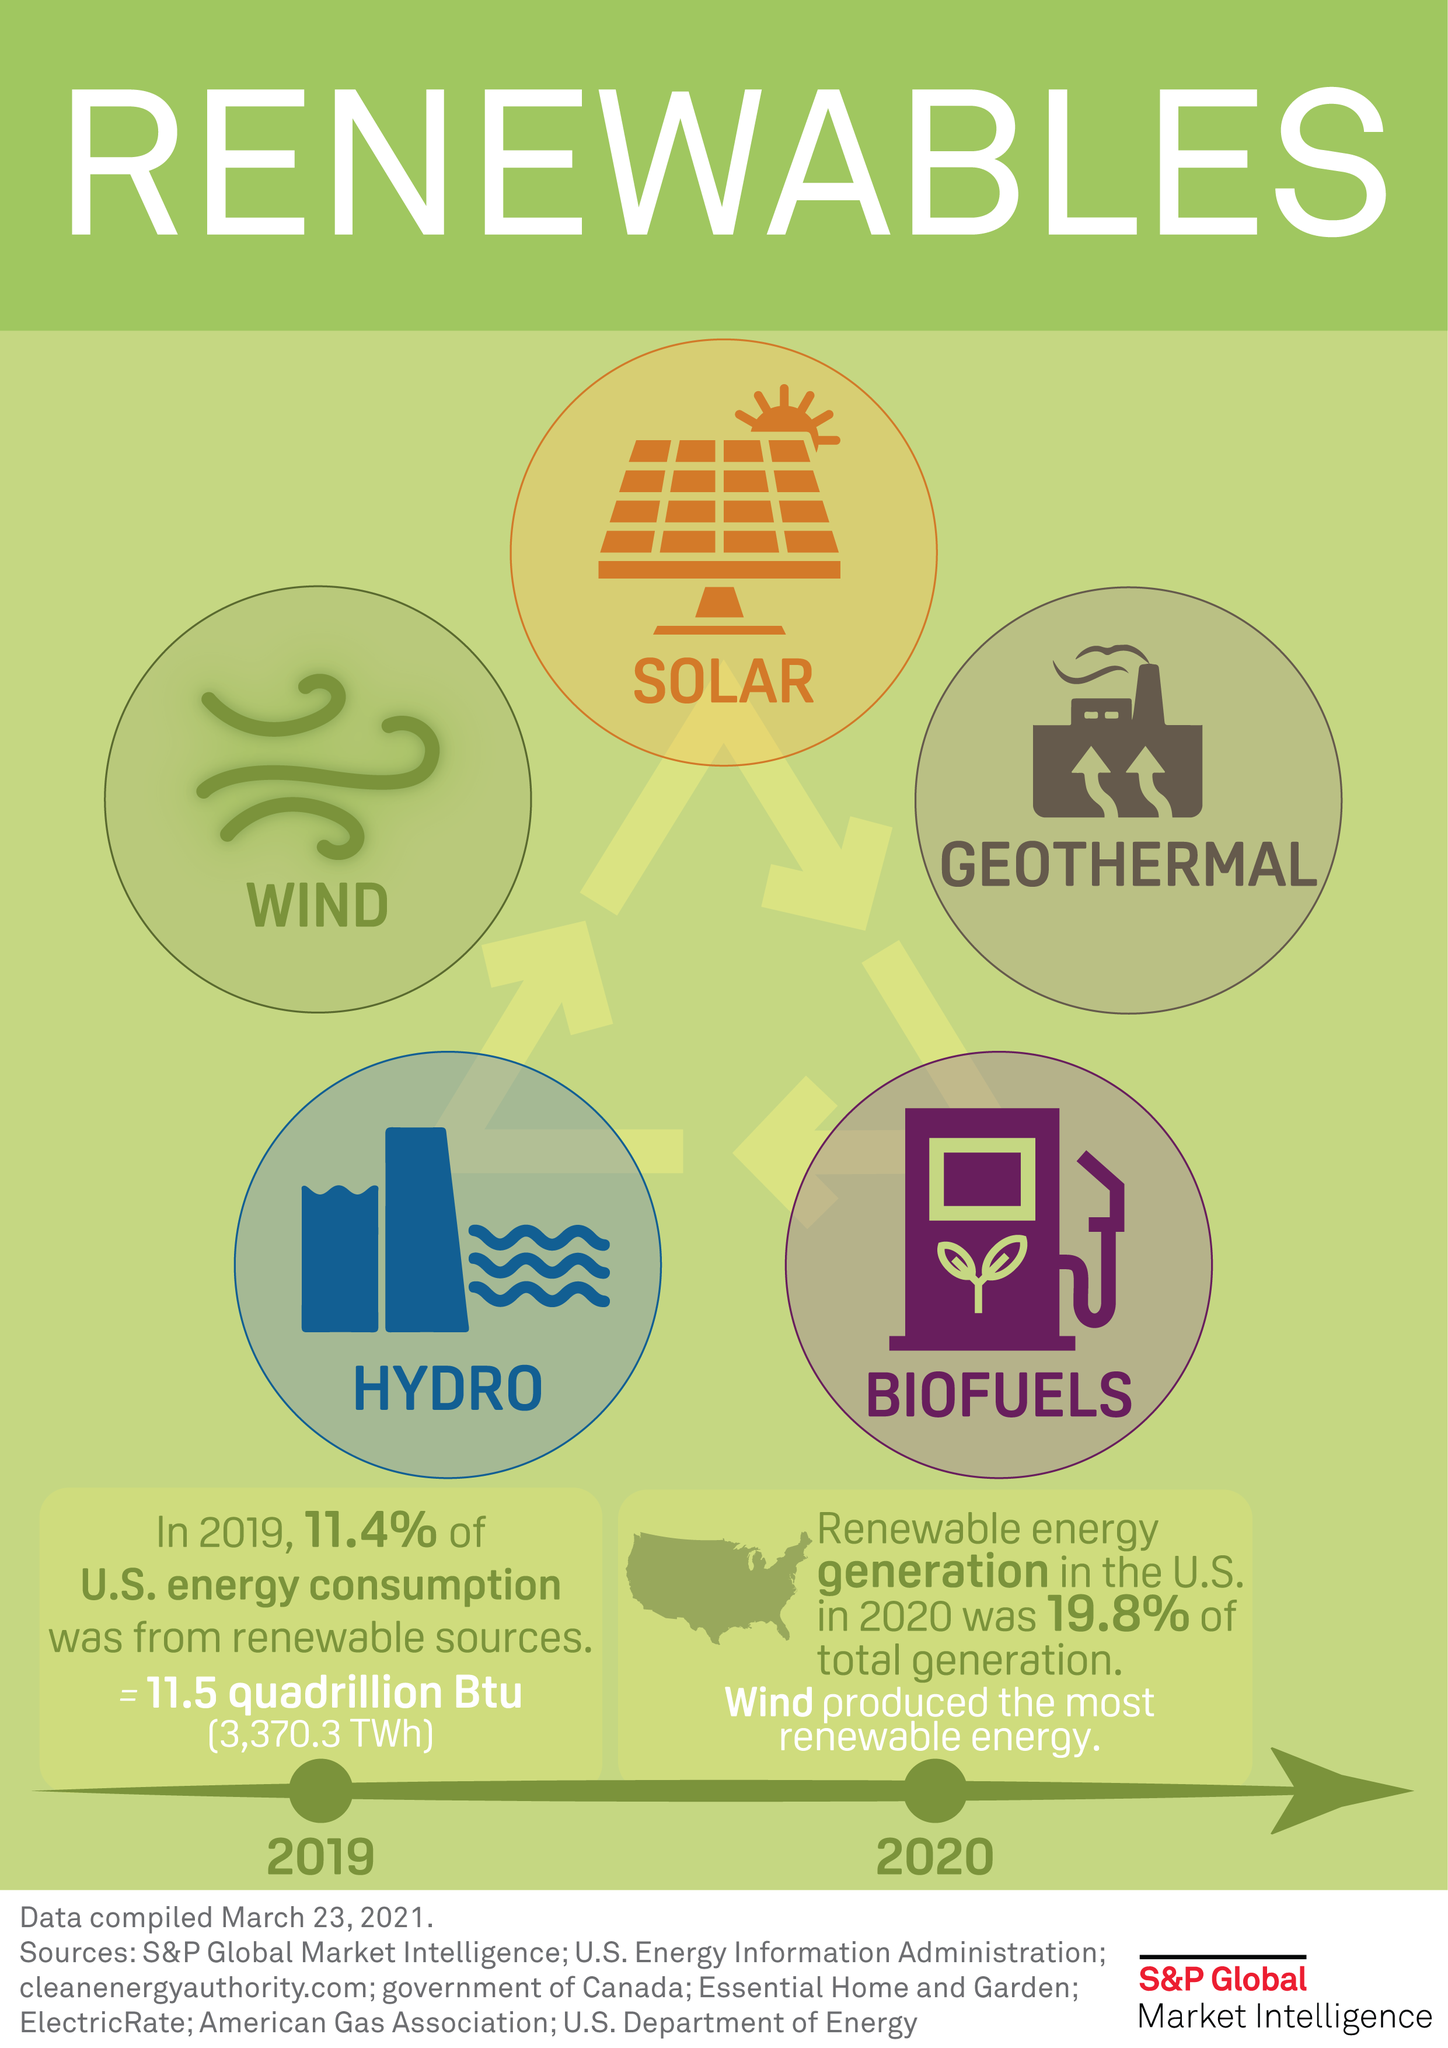 RENEWABLES
SOLAR
WIND
GEOTHERMAL
HYDRO
BIOFUELS
In 2019, 11.4% of
U.S. energy consumption
was from renewable sources.
= 11.5 quadrillion Btu
(3,370.3 TWh)
Renewable energy
generation in the U.S.
in 2020 was 19.8% of
total generation.
Wind produced the most
renewable energy.
2019
2020
Data compiled March 23, 2021.
Sources: S&P Global Market Intelligence; U.S. Energy Information Administration;
cleanenergyauthority.com; government of Canada; Essential Home and Garden;
ElectricRate; American Gas Association; U.S. Department of Energy
S&P Global
Market Intelligence